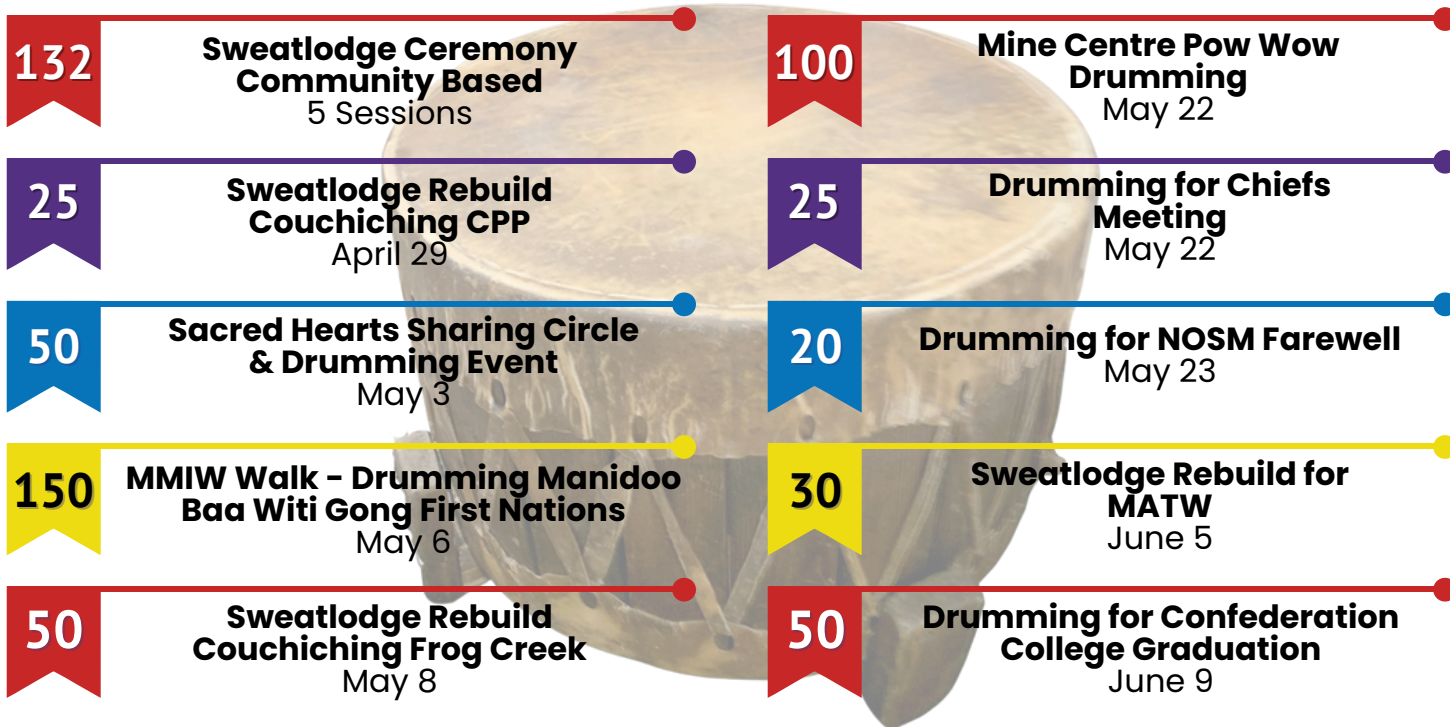 132
Sweatlodge Ceremony
Community Based
5 Sessions
25
Sweatlodge Rebuild
Couchiching CPP
April 29
50
Sacred Hearts Sharing Circle
& Drumming Event
May 3
150
MMIW Walk - Drumming Manidoo
Baa Witi Gong First Nations
May 6
50
Sweatlodge Rebuild
Couchiching Frog Creek
May 8
100
Mine Centre Pow Wow
Drumming
May 22
25
Drumming for Chiefs
Meeting
May 22
20
Drumming for NOSM Farewell
May 23
30
Sweatlodge Rebuild for
MATW
June 5
50
Drumming for Confederation
College Graduation
June 9